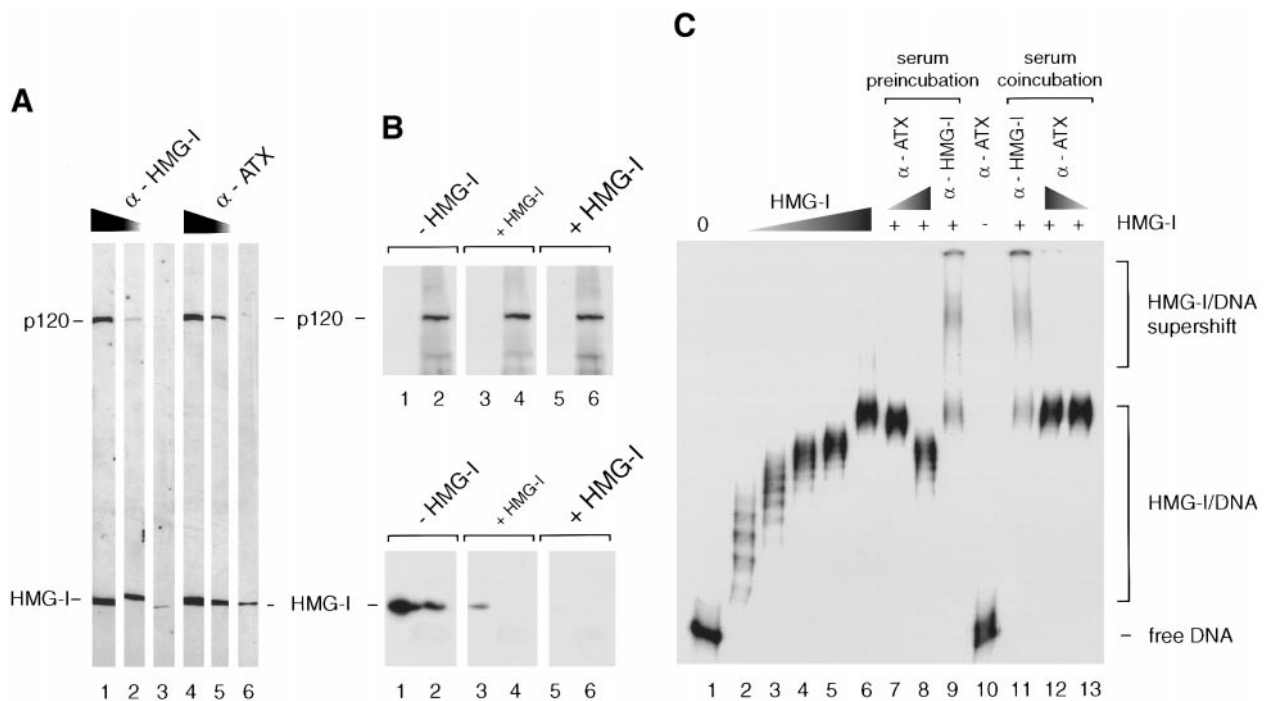 A
α - HMG-I
α - ATX
p120
HMG-I
1 2 3 4 5 6
B
- HMG-I
+ HMG-I
+ HMG-I
p120
1 2 3 4 5 6
- HMG-I
+ HMG-I
+ HMG-I
HMG-I
1 2 3 4 5 6
C
serum
preincubation
serum
coincubation
α - ATX
α - HMG-I
α - ATX
α - HMG-I
α - ATX
HMG-I
0
+ + + - + + +
HMG-I
HMG-I/DNA
supershift
HMG-I/DNA
free DNA
1 2 3 4 5 6 7 8 9 10 11 12 13